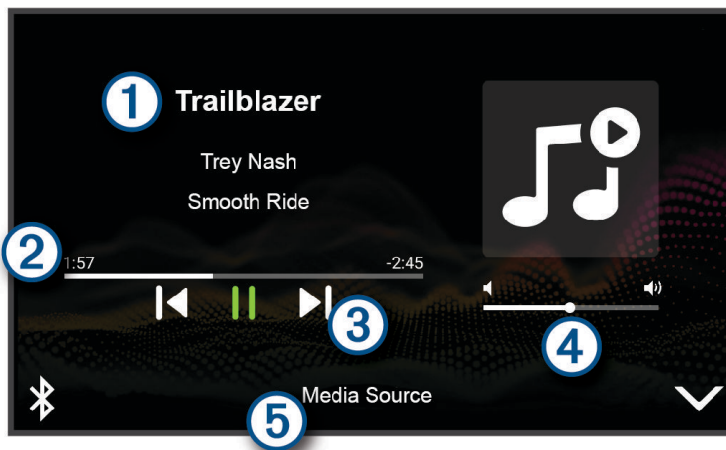 1 Trailblazer
Trey Nash
Smooth Ride
2 1:57 -2:45
3
4
5 Media Source